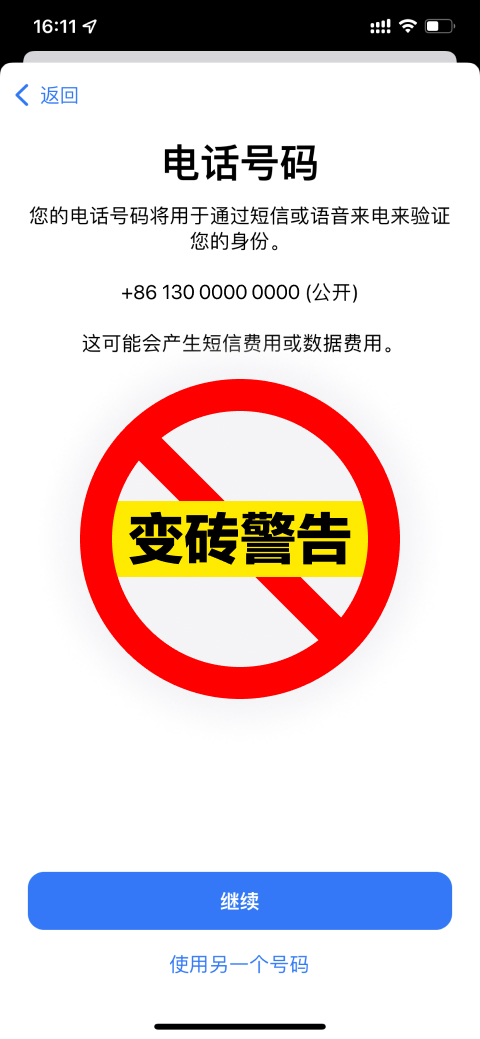 16:11
返回
电话号码
您的电话号码将用于通过短信或语音来电来验证
您的身份。
+86 130 0000 0000 (公开)
这可能会产生短信费用或数据费用。
变砖警告
继续
使用另一个号码